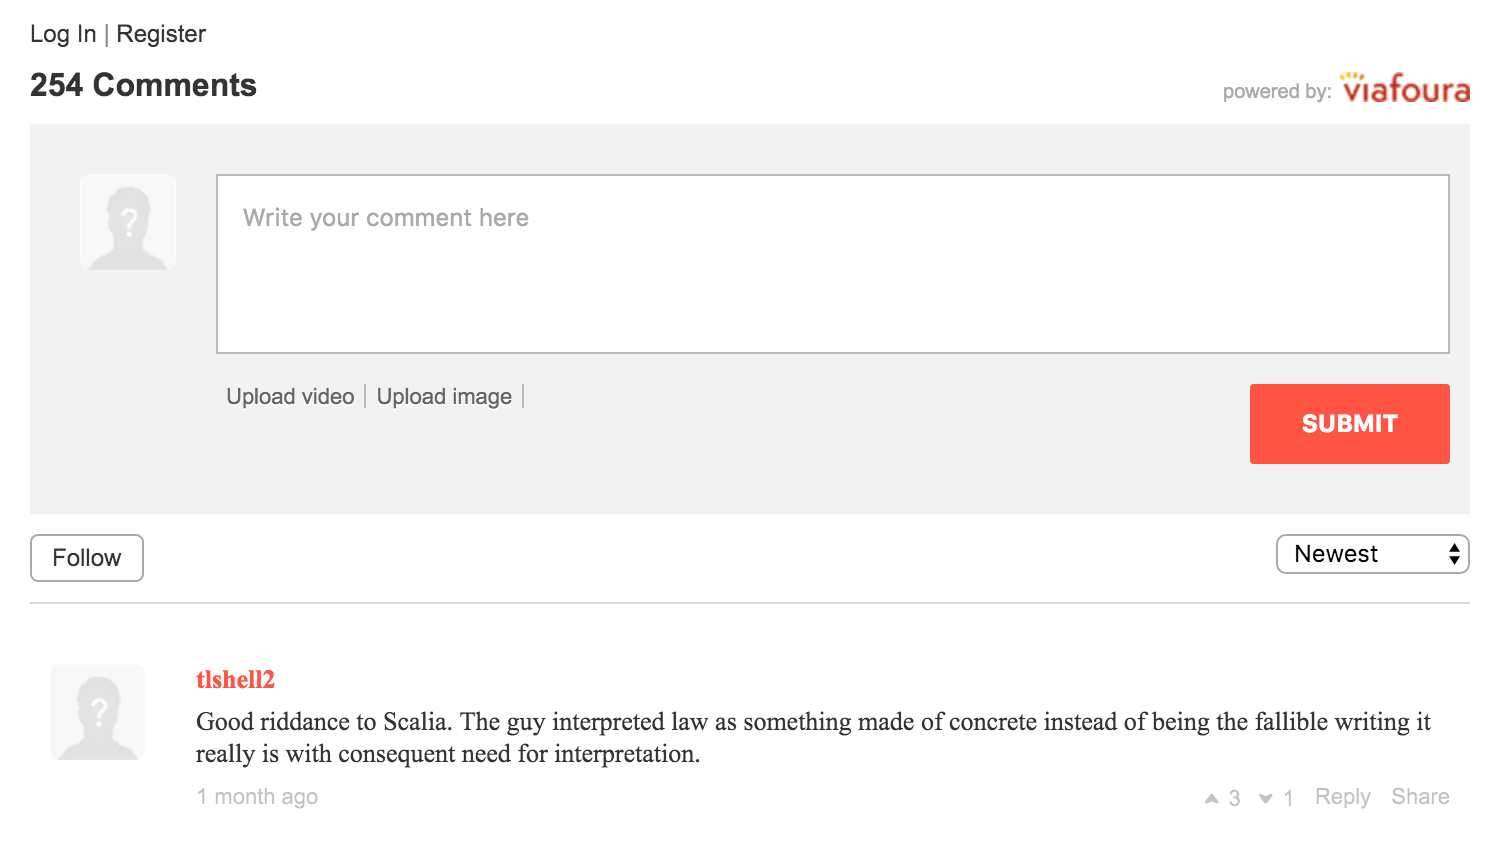 Log In | Register
254 Comments
powered by: viafoura
?
Write your comment here
Upload video | Upload image |
SUBMIT
Follow
Newest
?
tlshell2
Good riddance to Scalia. The guy interpreted law as something made of concrete instead of being the fallible writing it
really is with consequent need for interpretation.
1 month ago
3 1 Reply Share